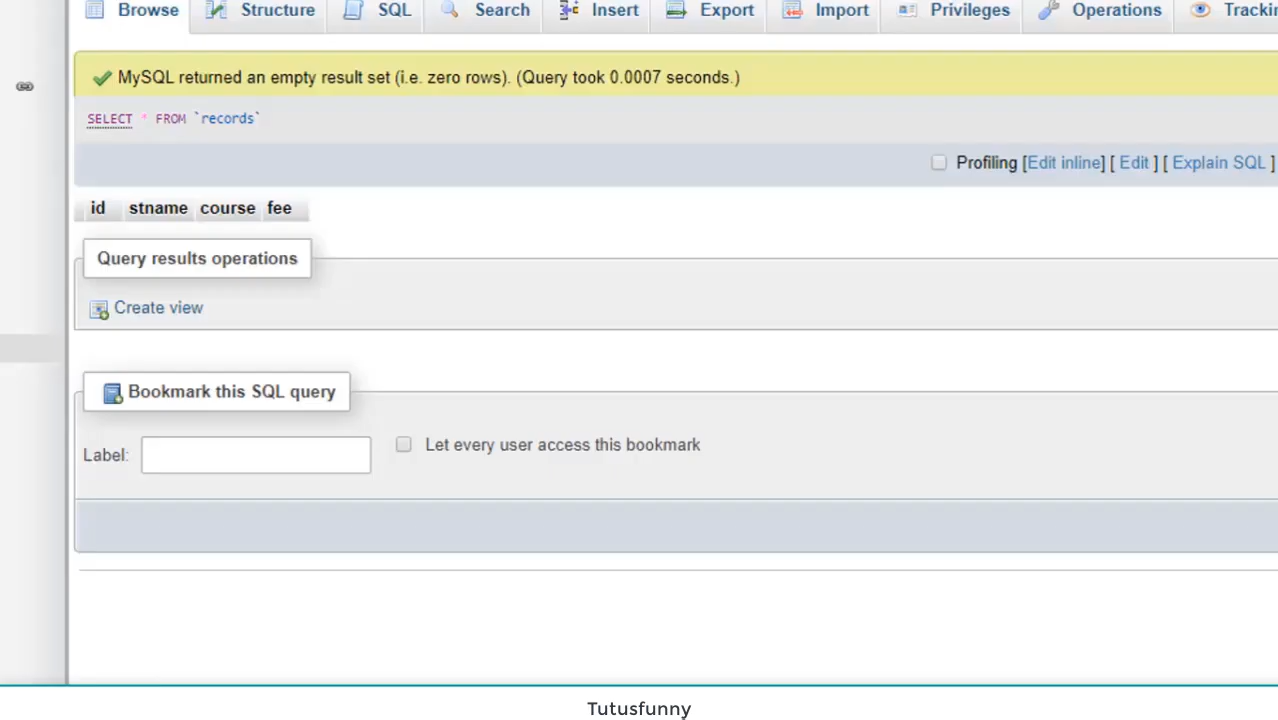 Browse Structure SQL Search Insert Export Import Privileges Operations
MySQL returned an empty result set (i.e. zero rows). (Query took 0.0007 seconds.)
SELECT * FROM `records`
Profiling [Edit inline] [ Edit ] [ Explain SQL ]
id stname course fee
Query results operations
Create view
Bookmark this SQL query
Label: Let every user access this bookmark
Tutusfunny